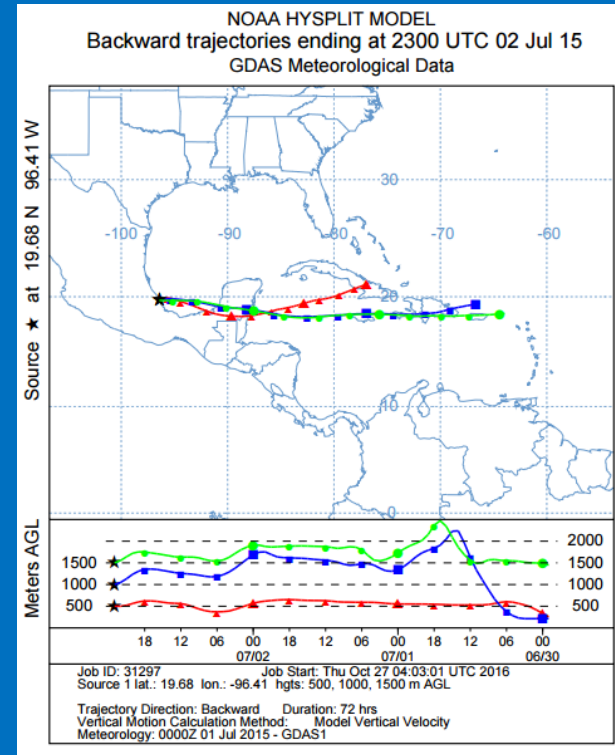 NOAA HYSPLIT MODEL
Backward trajectories ending at 2300 UTC 02 Jul 15
GDAS Meteorological Data
Source ★ at 19.68 N 96.41 W
-100 -90 -80 -70 -60
30
20
10
0
Meters AGL
2000
1500 1500
1000 1000
500 500
18 12 06 00 18 12 06 00 18 12 06 00
07/02 07/01 06/30
Job ID: 31297 Job Start: Thu Oct 27 04:03:01 UTC 2016
Source 1 lat.: 19.68 lon.: -96.41 hgts: 500, 1000, 1500 m AGL
Trajectory Direction: Backward Duration: 72 hrs
Vertical Motion Calculation Method: Model Vertical Velocity
Meteorology: 0000Z 01 Jul 2015 - GDAS1